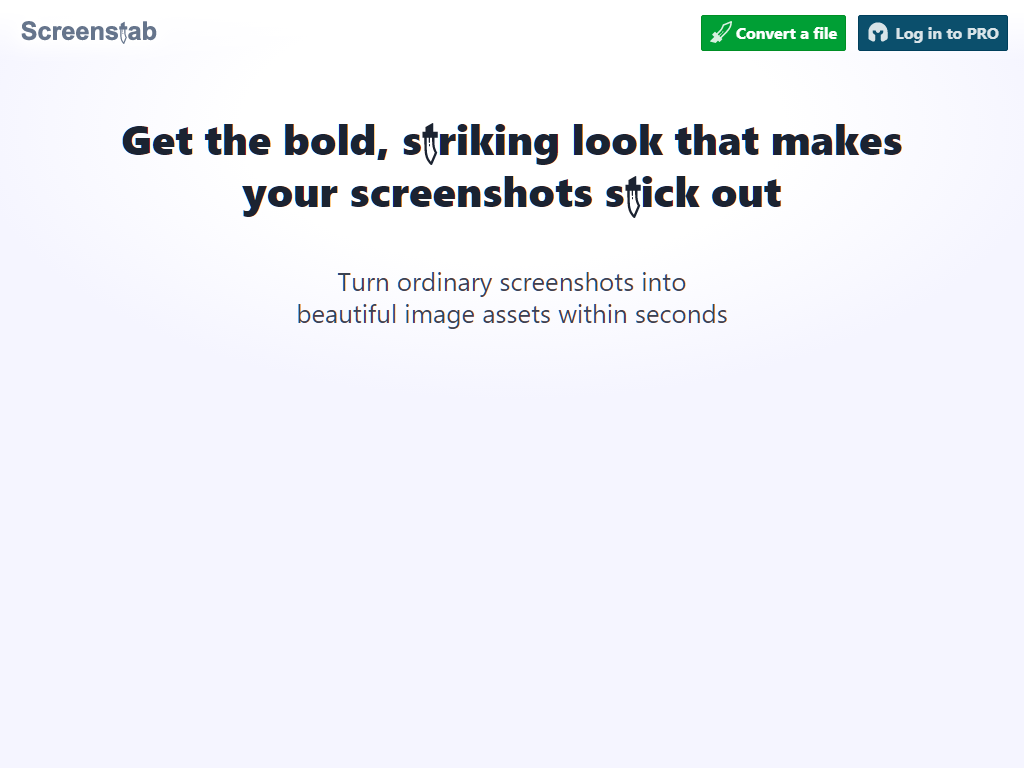 Screenstab
Convert a file
Log in to PRO
Get the bold, striking look that makes
your screenshots stick out
Turn ordinary screenshots into
beautiful image assets within seconds